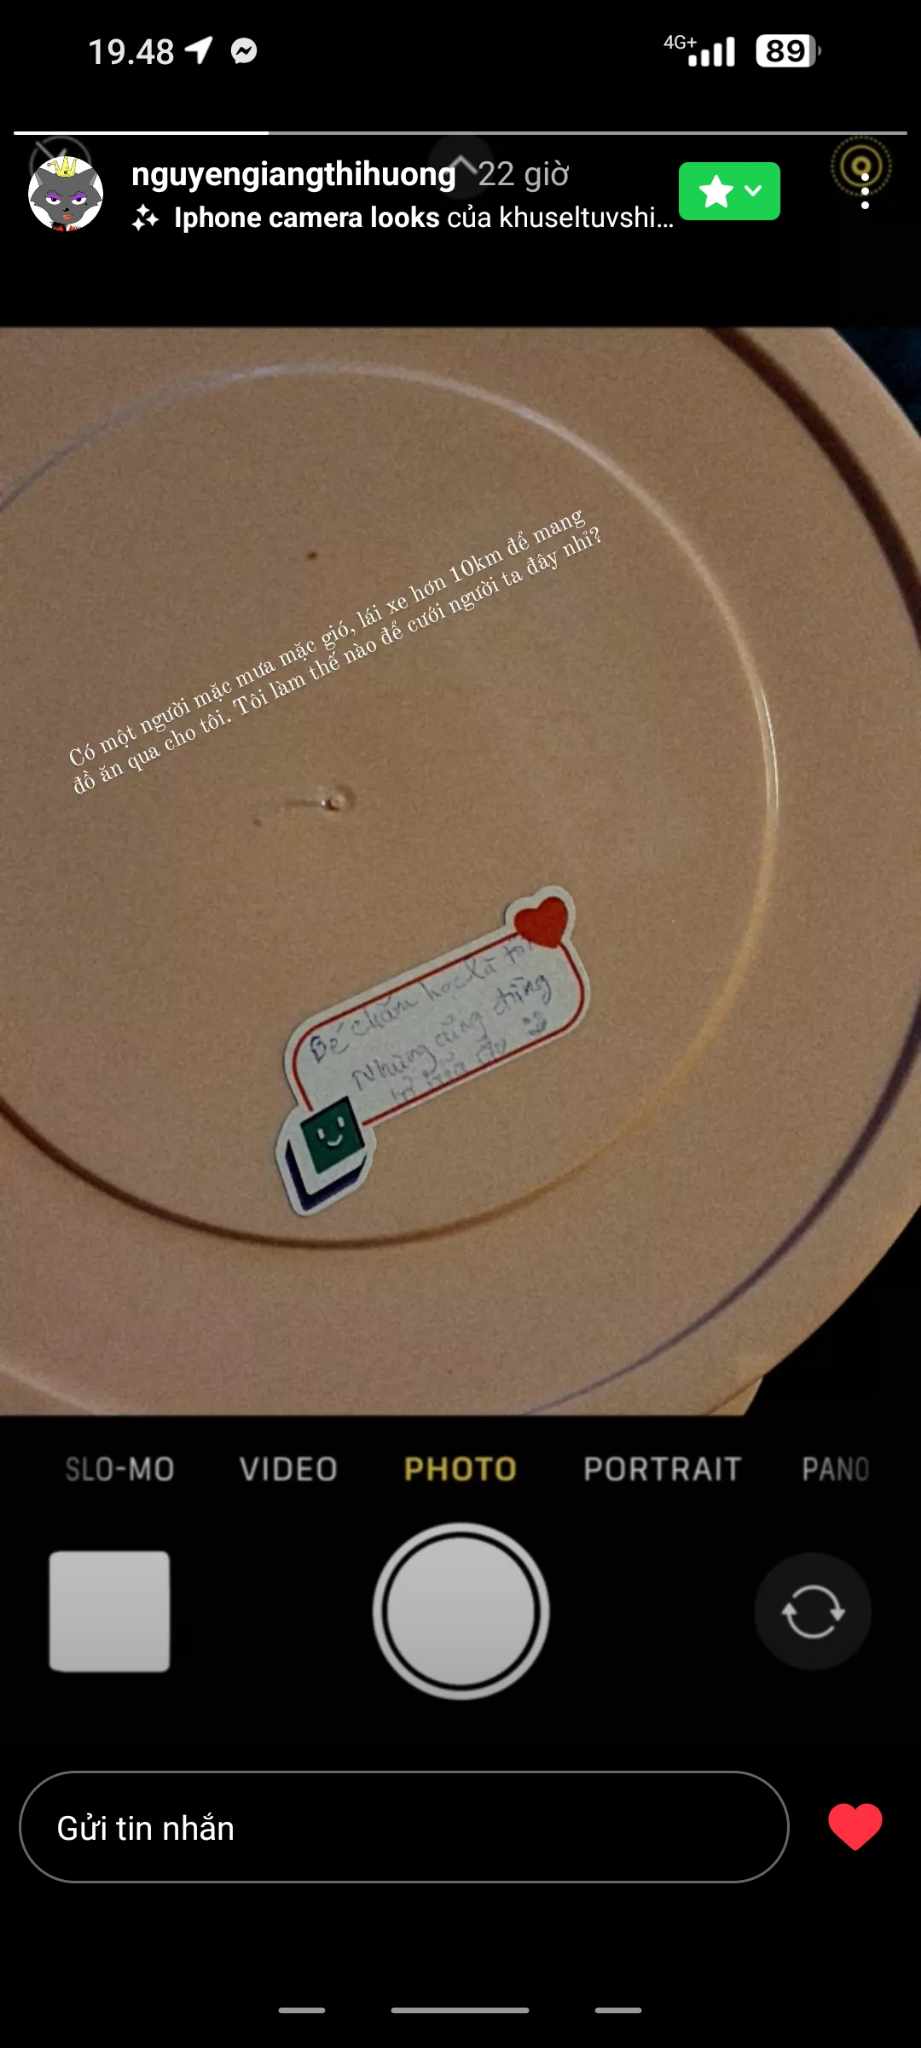 19.48
4G+
89
nguyengiangthihuong 22 giờ
Iphone camera looks của khuseltuvshi...
Có một người mặc mưa mặc gió, lái xe hơn 10km để mang
đồ ăn qua cho tôi. Tôi làm thế nào để cưới người ta đây nhỉ?
Bé chăm học là tốt
Nhưng cũng đừng
SLO-MO VIDEO PHOTO PORTRAIT PANO
Gửi tin nhắn